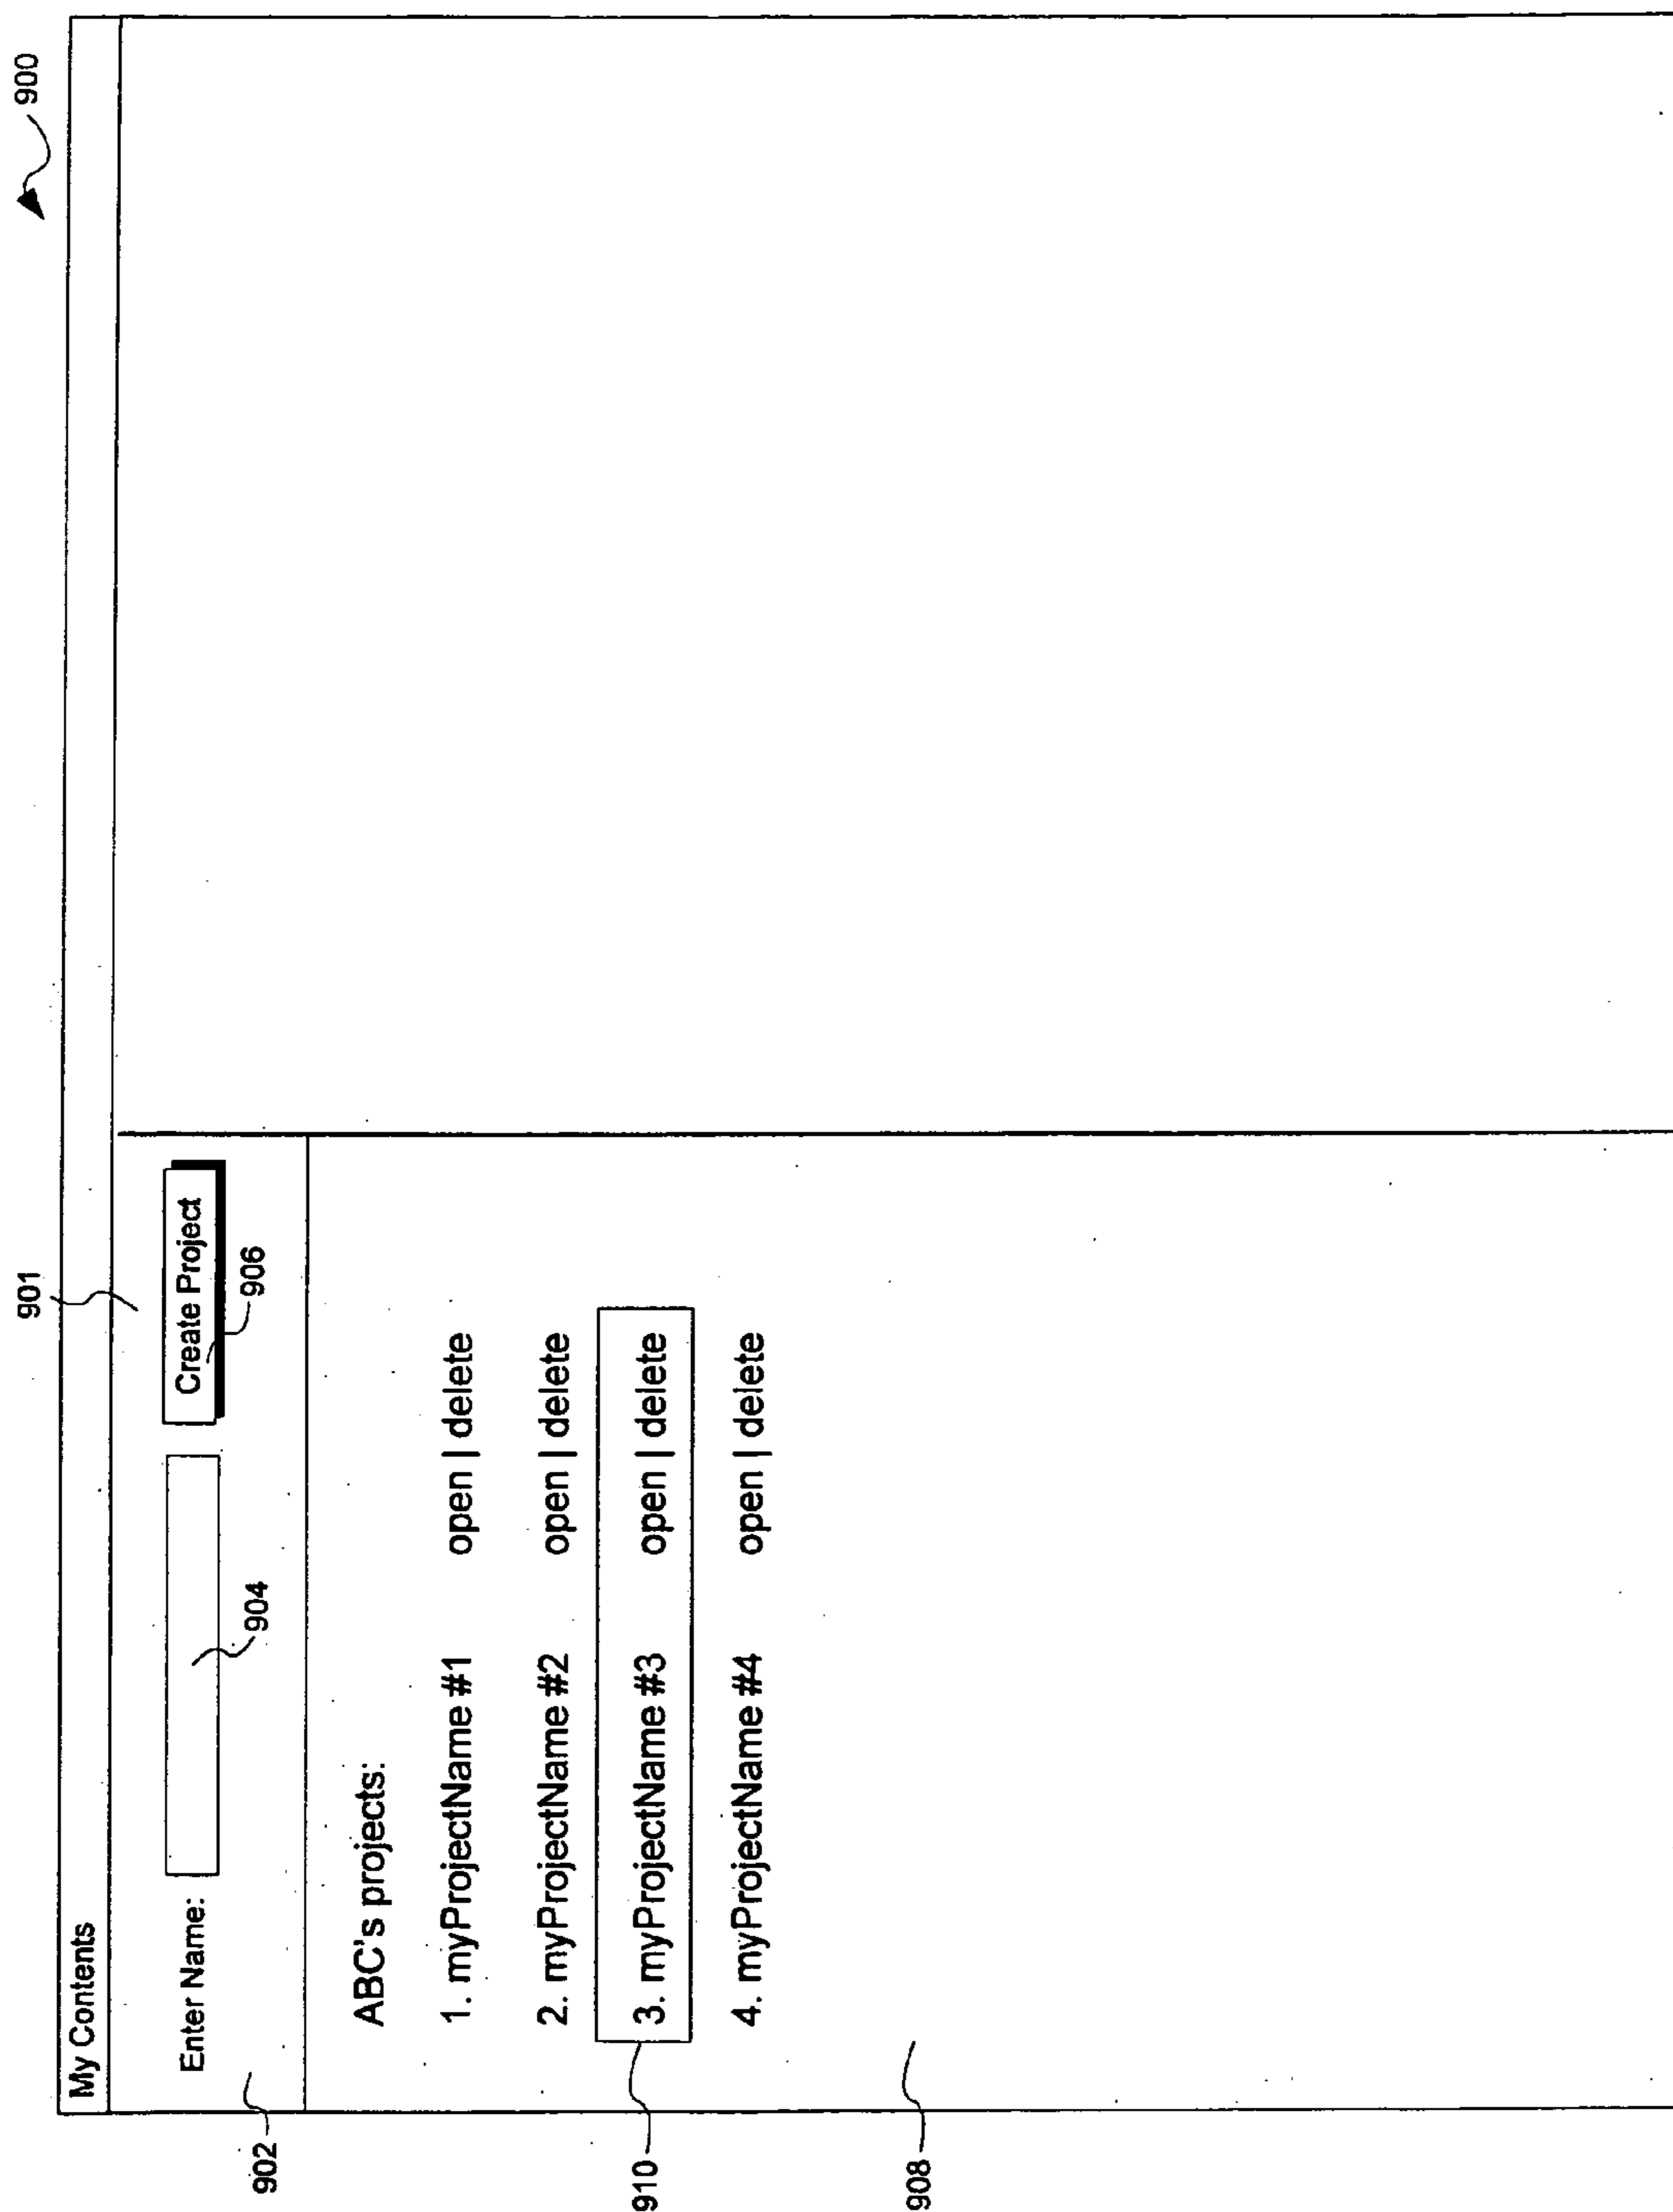 900
901
My Contents
Enter Name:
Create Project
902
904
906
ABC's projects:
1. myProjectName #1 open | delete
2. myProjectName #2 open | delete
3. myProjectName #3 open | delete
910
4. myProjectName #4 open | delete
908